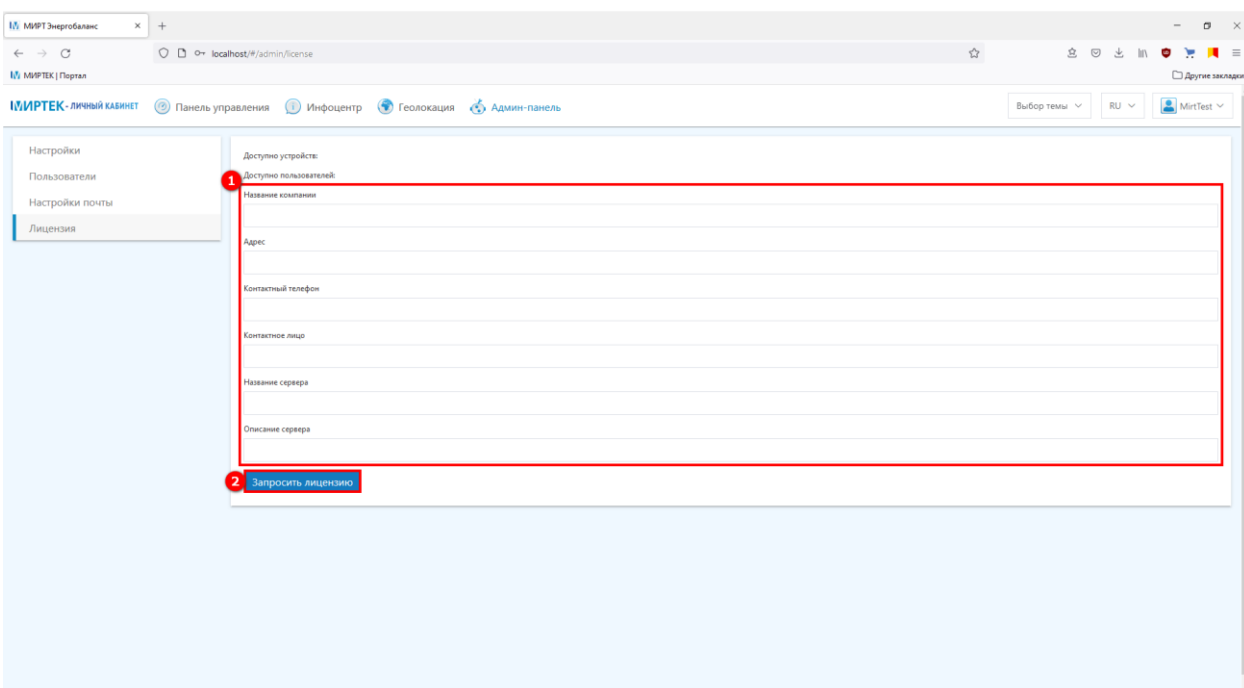 МИРТ Энергобаланс
localhost/#/admin/license
МИРТЕК | Портал
Другие закладки
МИРТЕК - ЛИЧНЫЙ КАБИНЕТ Панель управления Инфоцентр Геолокация Админ-панель Выбор темы RU MirtTest
Настройки
Пользователи
Настройки почты
Лицензия
Доступно устройств:
Доступно пользователей:
1
Название компании
Адрес
Контактный телефон
Контактное лицо
Название сервера
Описание сервера
2 Запросить лицензию